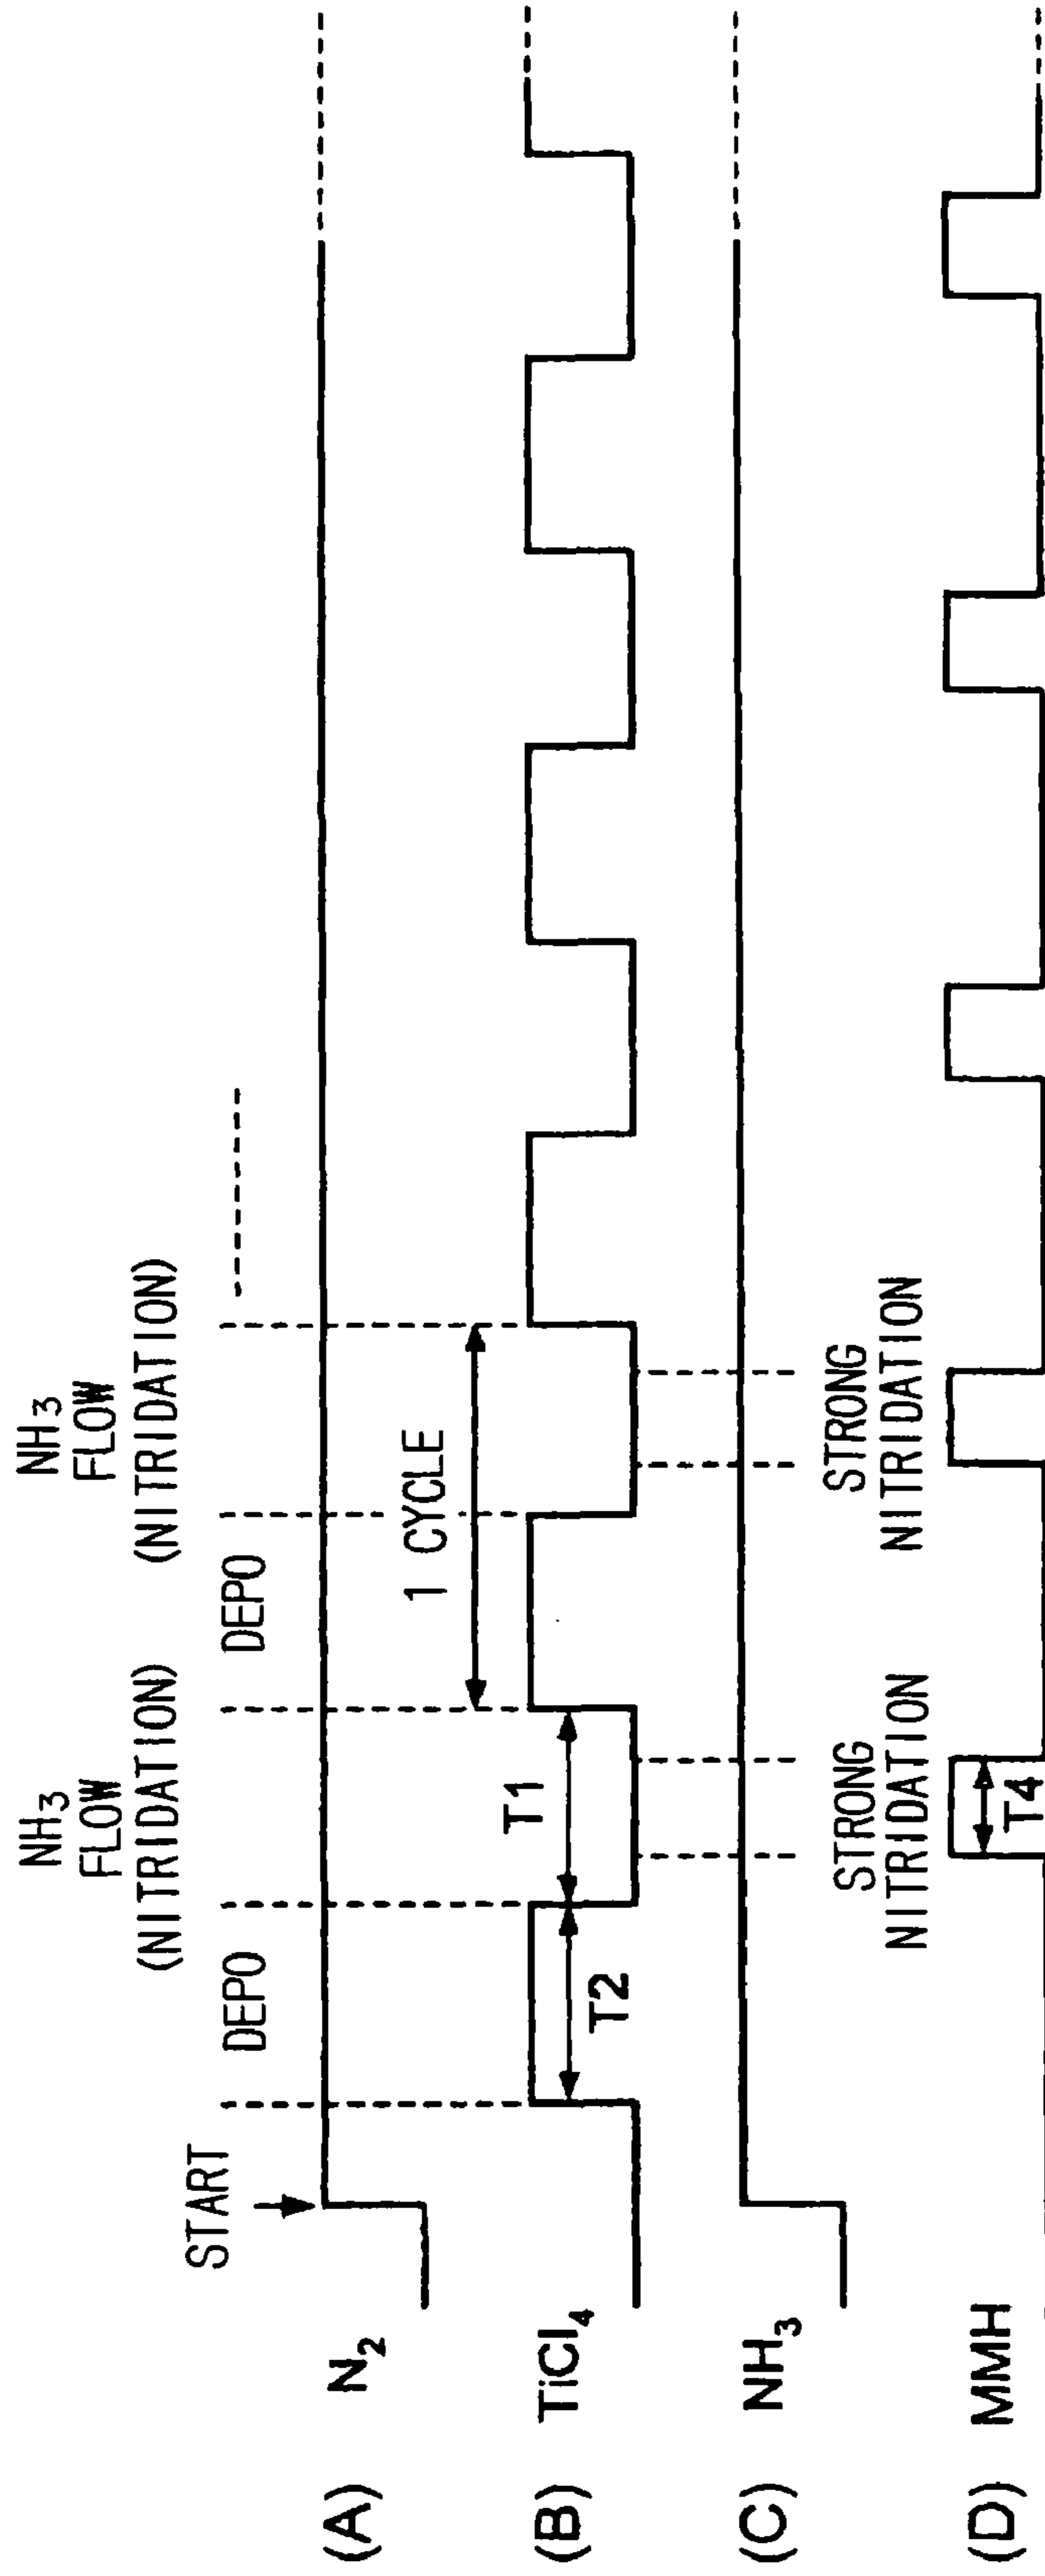 NH3
FLOW
(NITRIDATION)
NH3
FLOW
(NITRIDATION)
START
DEPO
DEPO
(A) N2
1 CYCLE
(B) TiCl4
T2
T1
(C) NH3
STRONG
NITRIDATION
STRONG
NITRIDATION
(D) MMH
T4